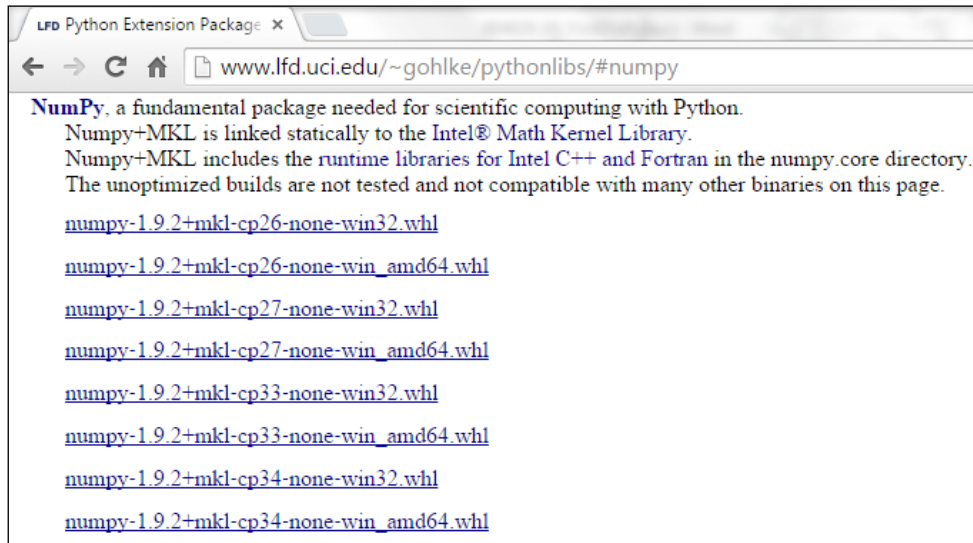 LFD Python Extension Package ×
www.lfd.uci.edu/~gohlke/pythonlibs/#numpy
NumPy, a fundamental package needed for scientific computing with Python.
Numpy+MKL is linked statically to the Intel® Math Kernel Library.
Numpy+MKL includes the runtime libraries for Intel C++ and Fortran in the numpy.core directory.
The unoptimized builds are not tested and not compatible with many other binaries on this page.
numpy-1.9.2+mkl-cp26-none-win32.whl
numpy-1.9.2+mkl-cp26-none-win_amd64.whl
numpy-1.9.2+mkl-cp27-none-win32.whl
numpy-1.9.2+mkl-cp27-none-win_amd64.whl
numpy-1.9.2+mkl-cp33-none-win32.whl
numpy-1.9.2+mkl-cp33-none-win_amd64.whl
numpy-1.9.2+mkl-cp34-none-win32.whl
numpy-1.9.2+mkl-cp34-none-win_amd64.whl